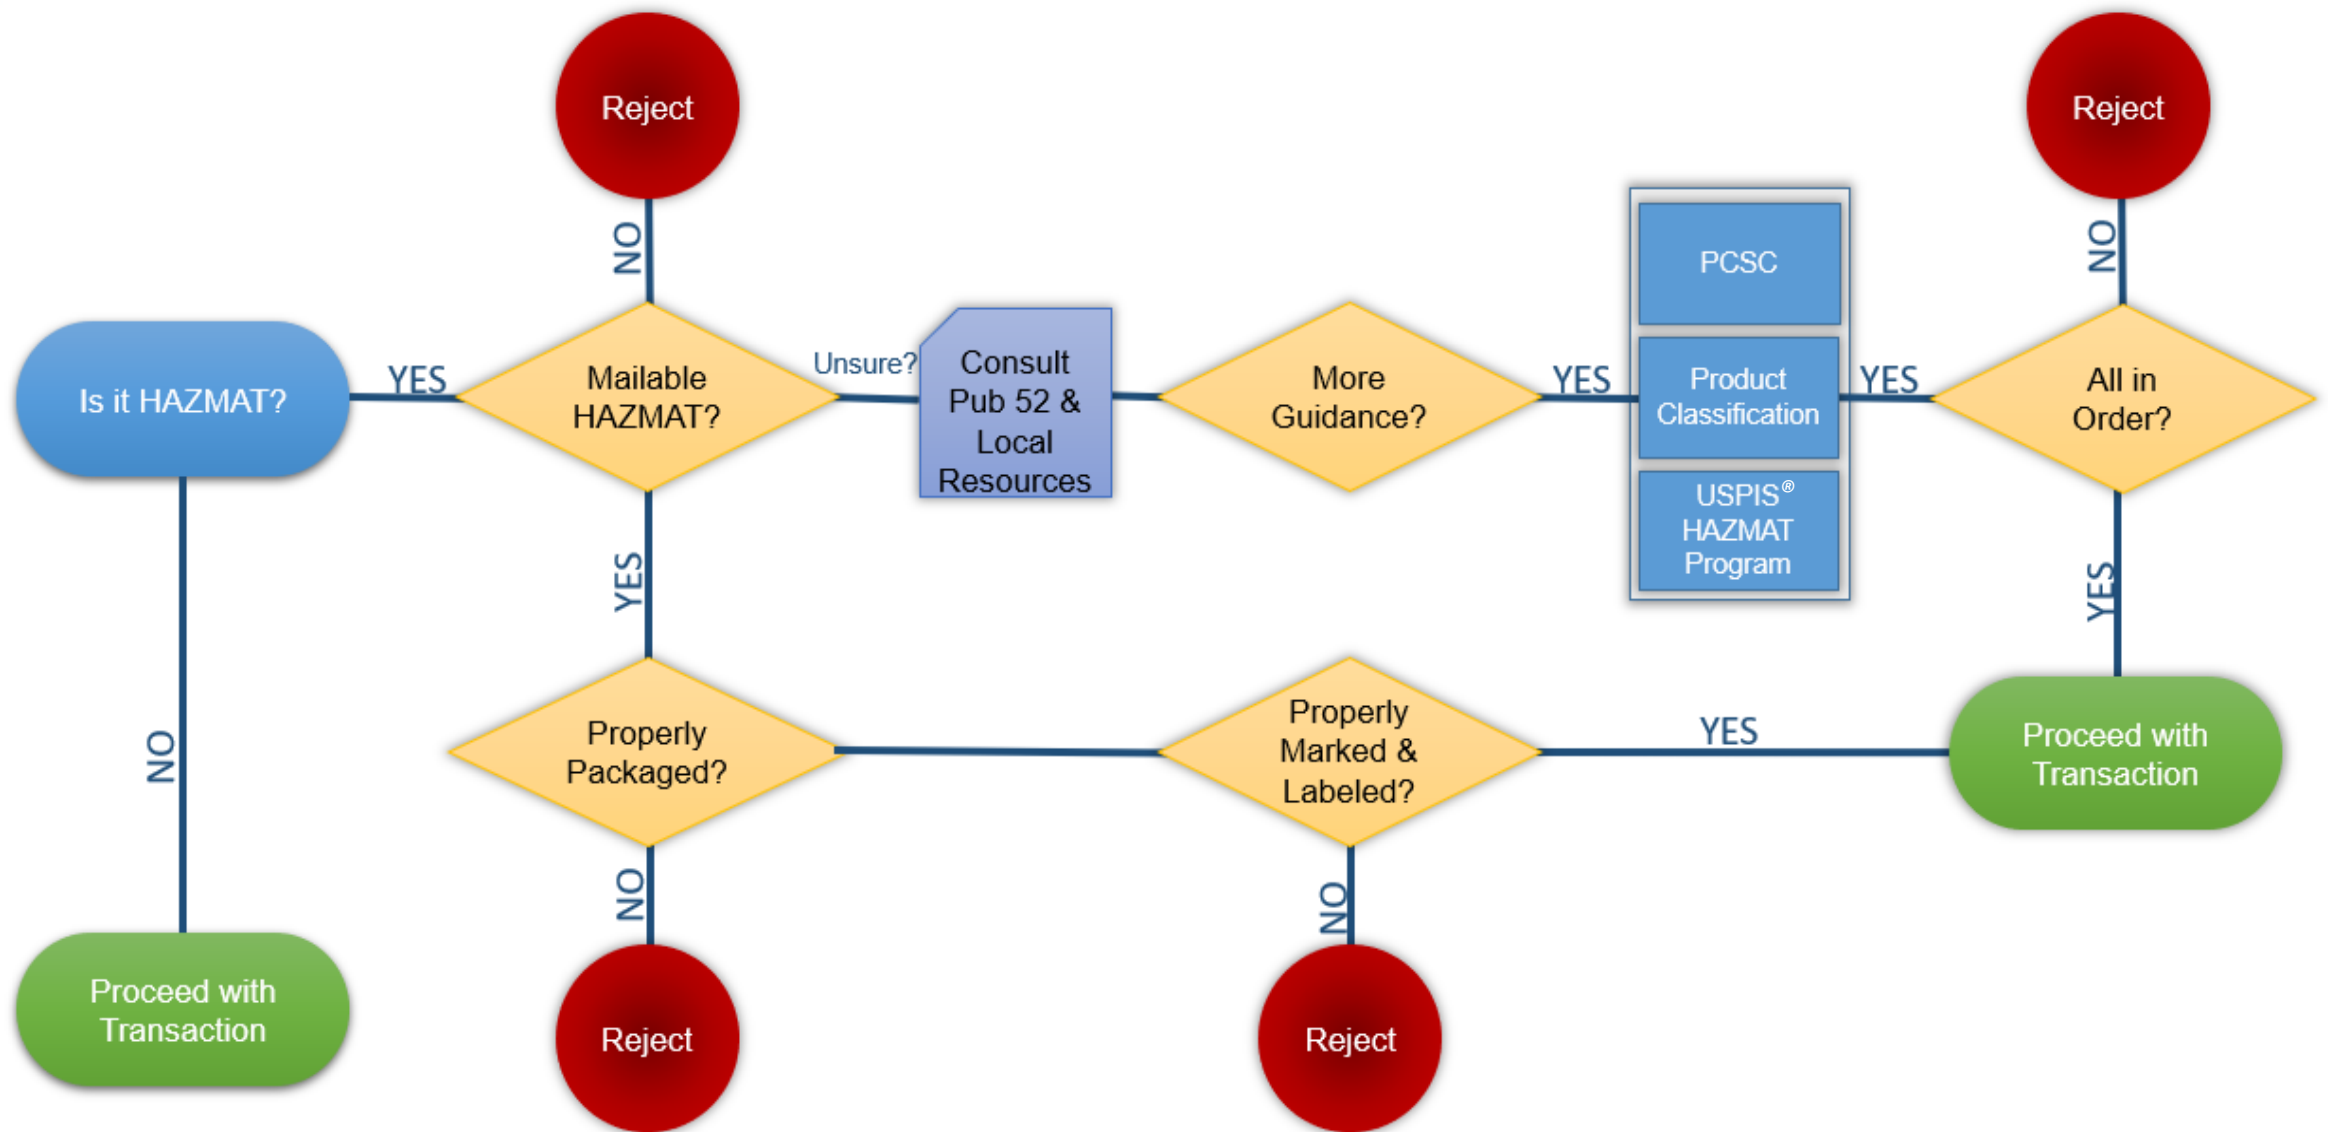 Reject
Reject
NO
NO
PCSC
Is it HAZMAT?
YES
Mailable
HAZMAT?
Unsure?
Consult
Pub 52 &
Local
Resources
More
Guidance?
YES
Product
Classification
YES
All in
Order?
USPIS®
HAZMAT
Program
YES
YES
NO
Properly
Packaged?
Properly
Marked &
Labeled?
YES
Proceed with
Transaction
NO
NO
Proceed with
Transaction
Reject
Reject